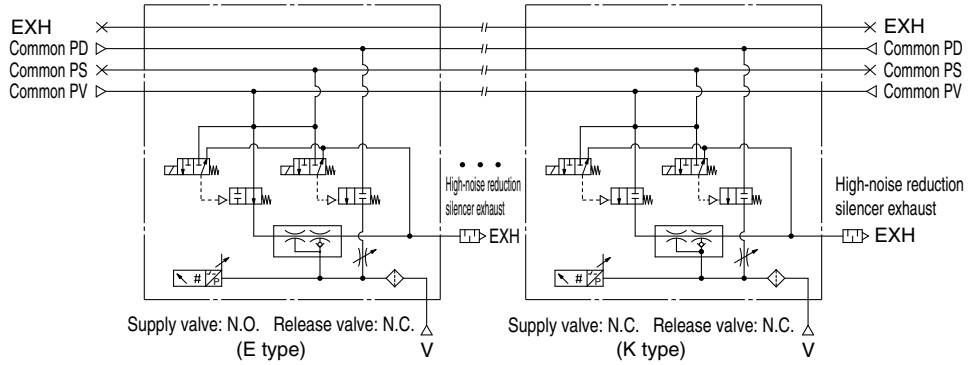 EXH
Common PD
Common PS
Common PV
EXH
Common PD
Common PS
Common PV
High-noise reduction
silencer exhaust
EXH
High-noise reduction
silencer exhaust
EXH
#
P
#
P
Supply valve: N.O. Release valve: N.C.
(E type)
V
Supply valve: N.C. Release valve: N.C.
(K type)
V